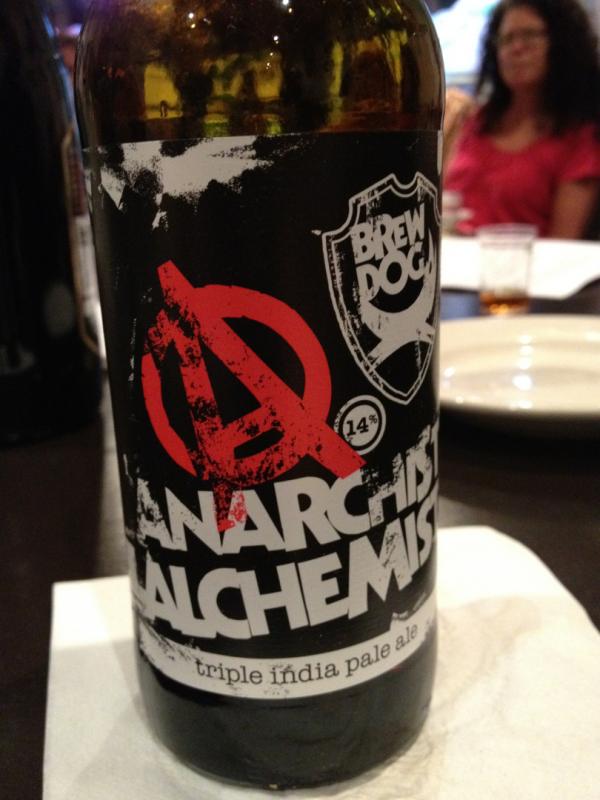 BREW
DOG
A
14%
ANARCHIST
ALCHEMIST
triple india pale ale